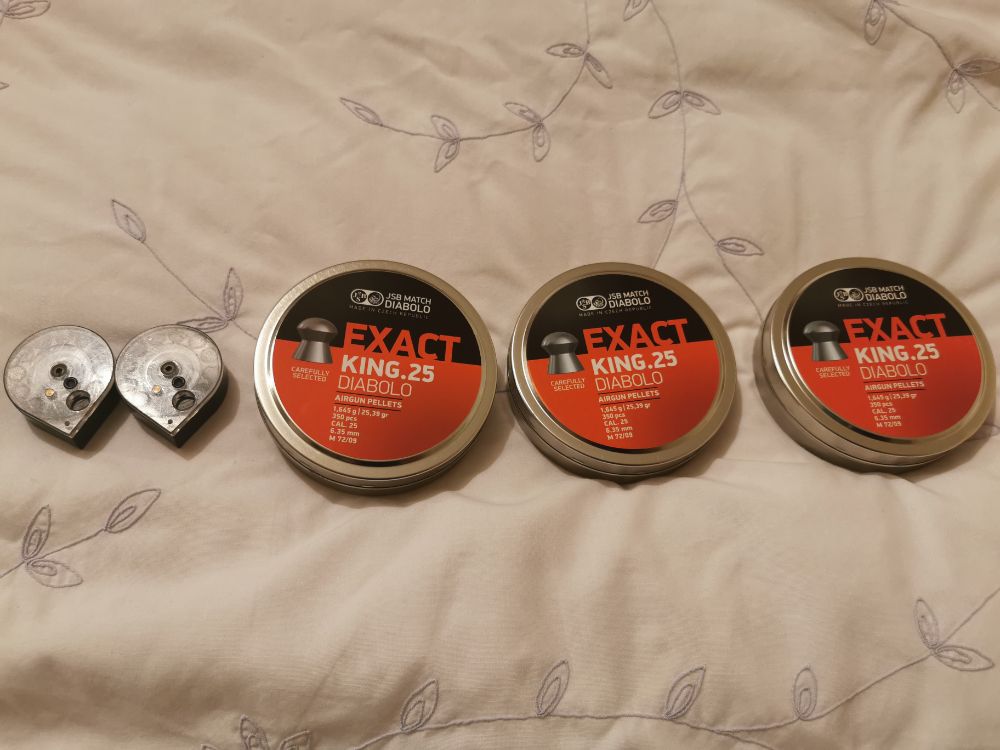 JSB MATCH
DIABOLO
MADE IN CZECH REPUBLIC
EXACT
KING.25
CAREFULLY
SELECTED
DIABOLO
AIRGUN PELLETS
1,645 g | 25,39 gr
350 pcs
CAL. 25
6.35 mm
M 72/09
JSB MATCH
DIABOLO
MADE IN CZECH REPUBLIC
EXACT
KING.25
CAREFULLY
SELECTED
DIABOLO
AIRGUN PELLETS
1,645 g | 25,39 gr
350 pcs
CAL. 25
6.35 mm
M 72/09
JSB MATCH
DIABOLO
MADE IN CZECH REPUBLIC
EXACT
KING.25
CAREFULLY
SELECTED
DIABOLO
AIRGUN PELLETS
1,645 g | 25,39 gr
350 pcs
CAL. 25
6.35 mm
M 72/09